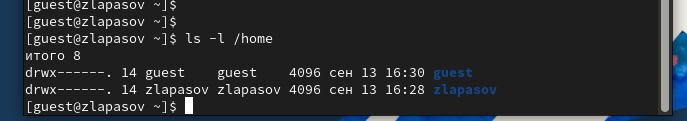 [guest@zlapasov ~]$
[guest@zlapasov ~]$
[guest@zlapasov ~]$ ls -l /home
итого 8
drwx------. 14 guest    guest    4096 сен 13 16:30 guest
drwx------. 14 zlapasov zlapasov 4096 сен 13 16:28 zlapasov
[guest@zlapasov ~]$